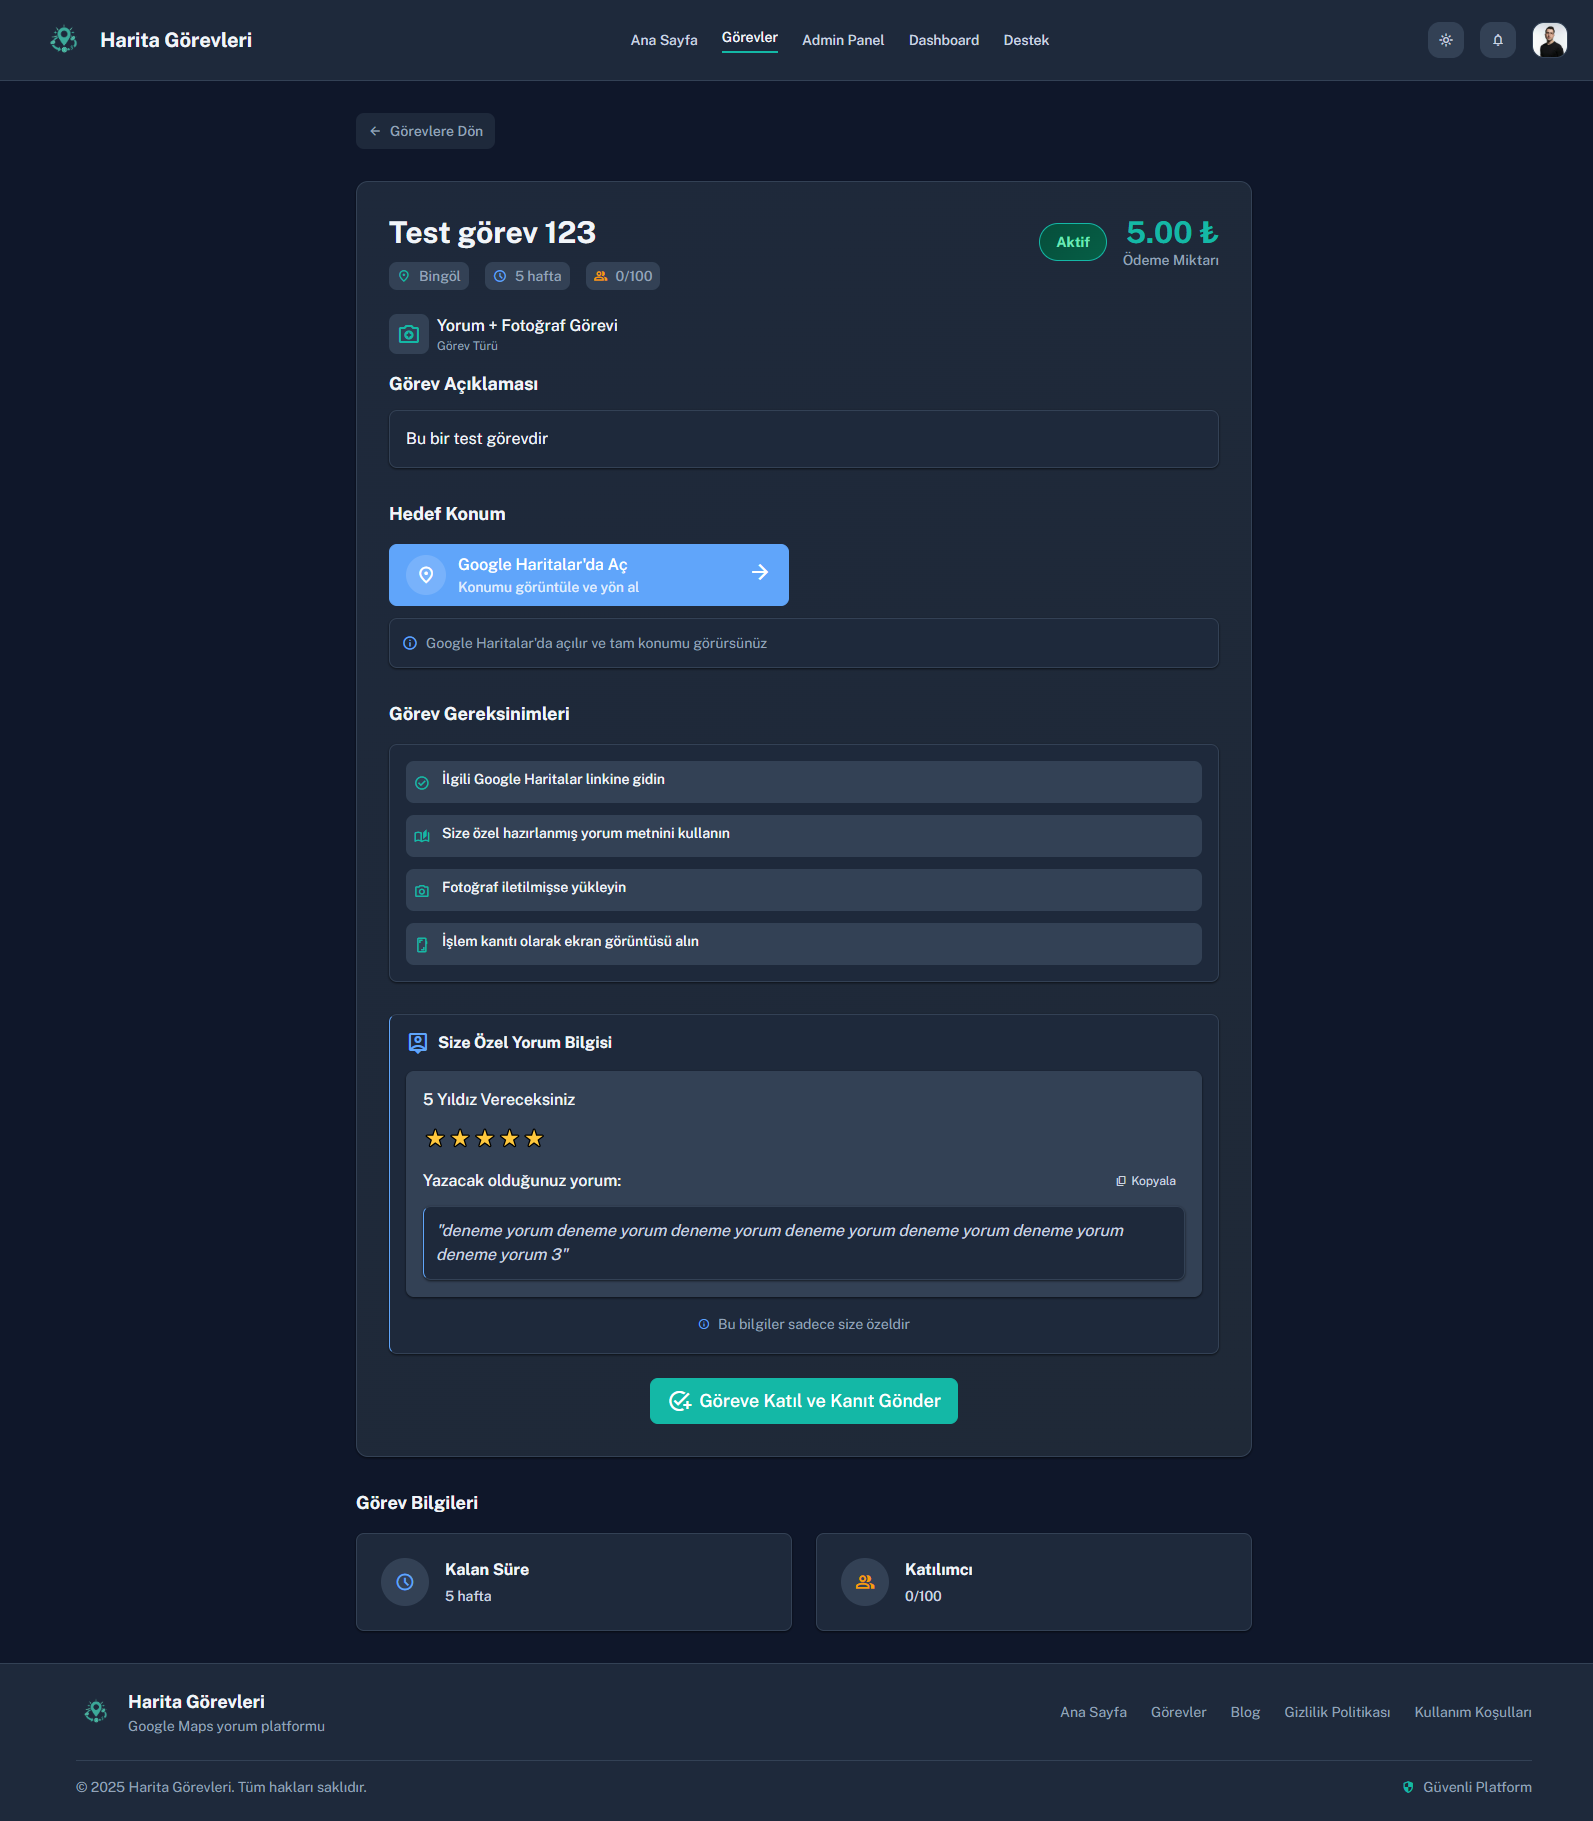 Harita Görevleri
Ana Sayfa
Görevler
Admin Panel
Dashboard
Destek
Görevlere Dön
Test görev 123
Aktif
5.00 ₺
Ödeme Miktarı
Bingöl
5 hafta
0/100
Yorum + Fotoğraf Görevi
Görev Türü
Görev Açıklaması
Bu bir test görevdir
Hedef Konum
Google Haritalar'da Aç
Konumu görüntüle ve yön al
Google Haritalar'da açılır ve tam konumu görürsünüz
Görev Gereksinimleri
İlgili Google Haritalar linkine gidin
Size özel hazırlanmış yorum metnini kullanın
Fotoğraf iletilmişse yükleyin
İşlem kanıtı olarak ekran görüntüsü alın
Size Özel Yorum Bilgisi
5 Yıldız Vereceksiniz
Yazacak olduğunuz yorum:
Kopyala
"deneme yorum deneme yorum deneme yorum deneme yorum deneme yorum deneme yorum
deneme yorum 3"
Bu bilgiler sadece size özeldir
Göreve Katıl ve Kanıt Gönder
Görev Bilgileri
Kalan Süre
5 hafta
Katılımcı
0/100
Harita Görevleri
Google Maps yorum platformu
Ana Sayfa
Görevler
Blog
Gizlilik Politikası
Kullanım Koşulları
© 2025 Harita Görevleri. Tüm hakları saklıdır.
Güvenli Platform